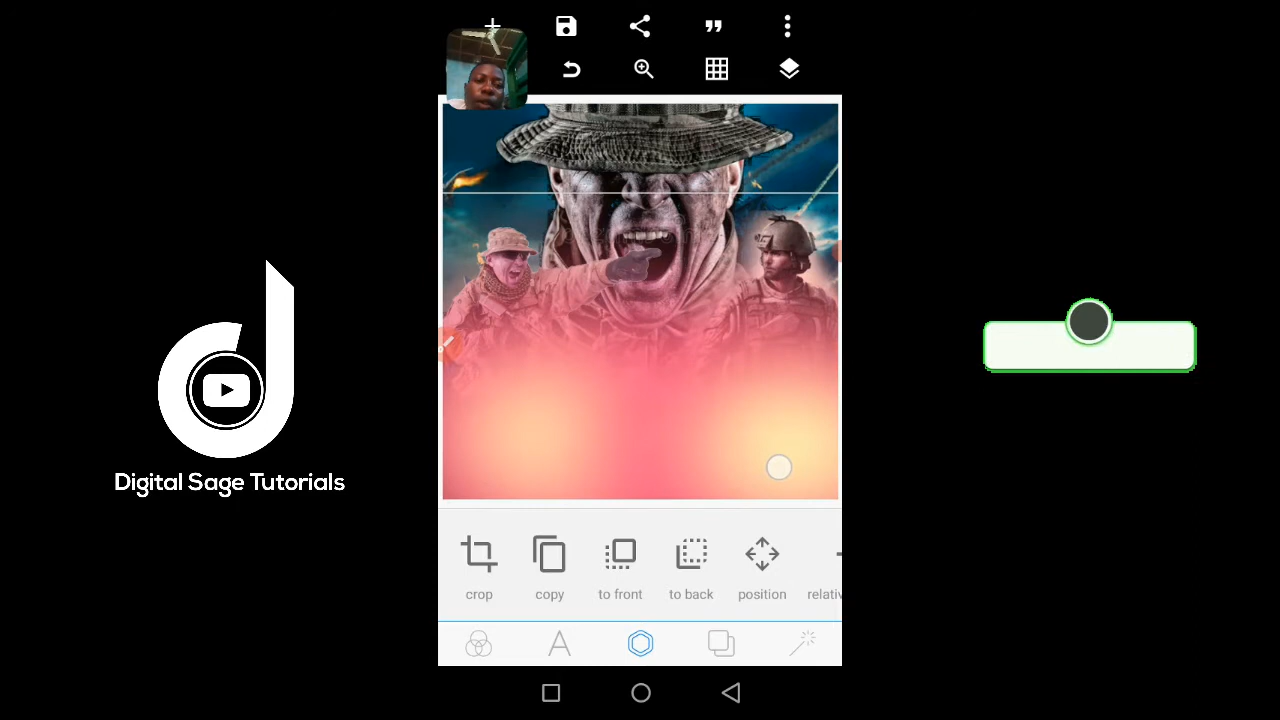 Digital Sage Tutorials
crop
copy
to front
to back
position
relativ